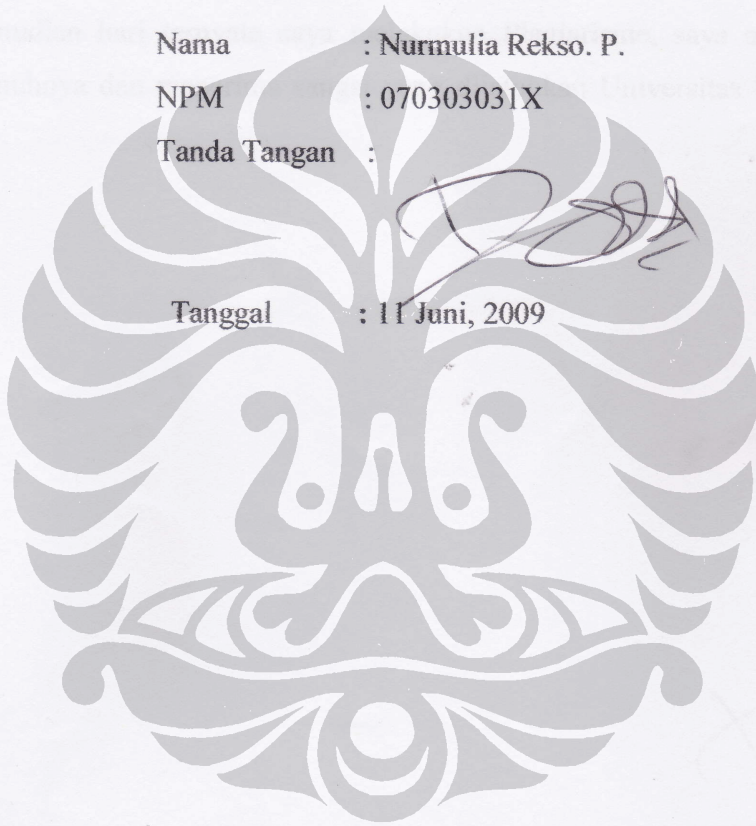 Nama : Nurmulia Rekso. P.
NPM : 070303031X
Tanda Tangan :
Tanggal : 11 Juni, 2009